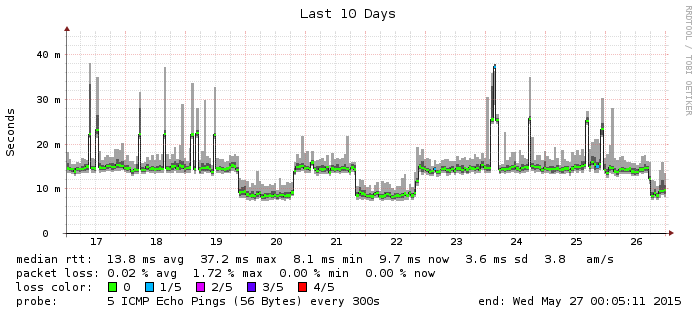 Last 10 Days
RRDTOOL / TOBI OETIKER
Seconds
40 m
30 m
20 m
10 m
0
17 18 19 20 21 22 23 24 25 26
median rtt: 13.8 ms avg 37.2 ms max 8.1 ms min 9.7 ms now 3.6 ms sd 3.8 am/s
packet loss: 0.02 % avg 1.72 % max 0.00 % min 0.00 % now
loss color: 0 1/5 2/5 3/5 4/5
probe: 5 ICMP Echo Pings (56 Bytes) every 300s end: Wed May 27 00:05:11 2015